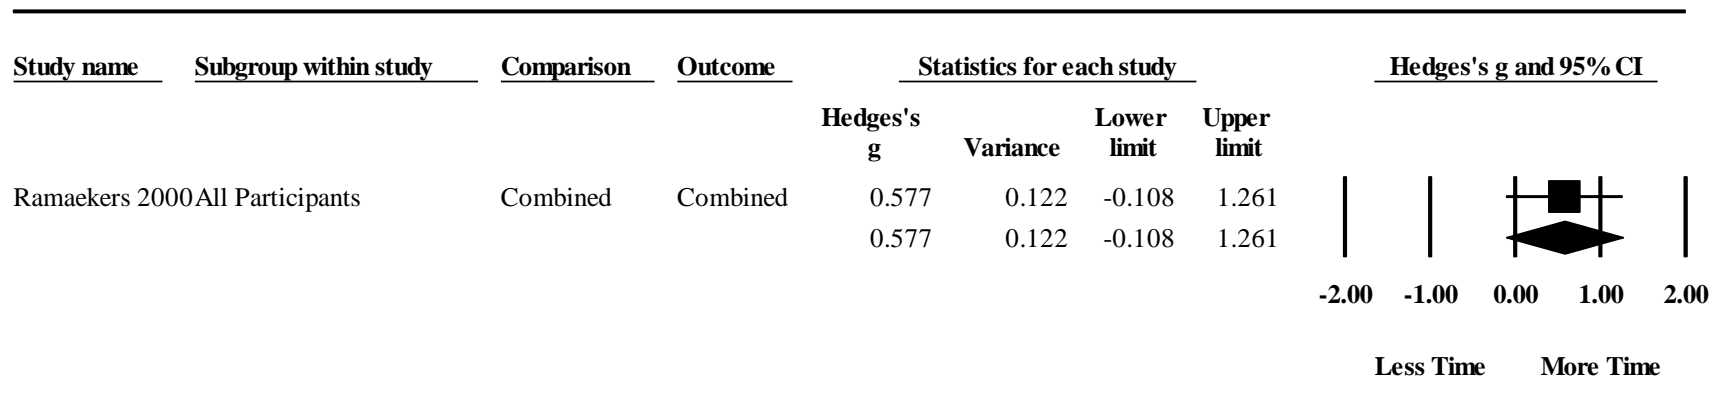 Study name Subgroup within study Comparison Outcome Statistics for each study Hedges's g and 95% CI
Hedges's Lower Upper
g Variance limit limit
Ramaekers 2000 All Participants Combined Combined 0.577 0.122 -0.108 1.261
0.577 0.122 -0.108 1.261
-2.00 -1.00 0.00 1.00 2.00
Less Time More Time